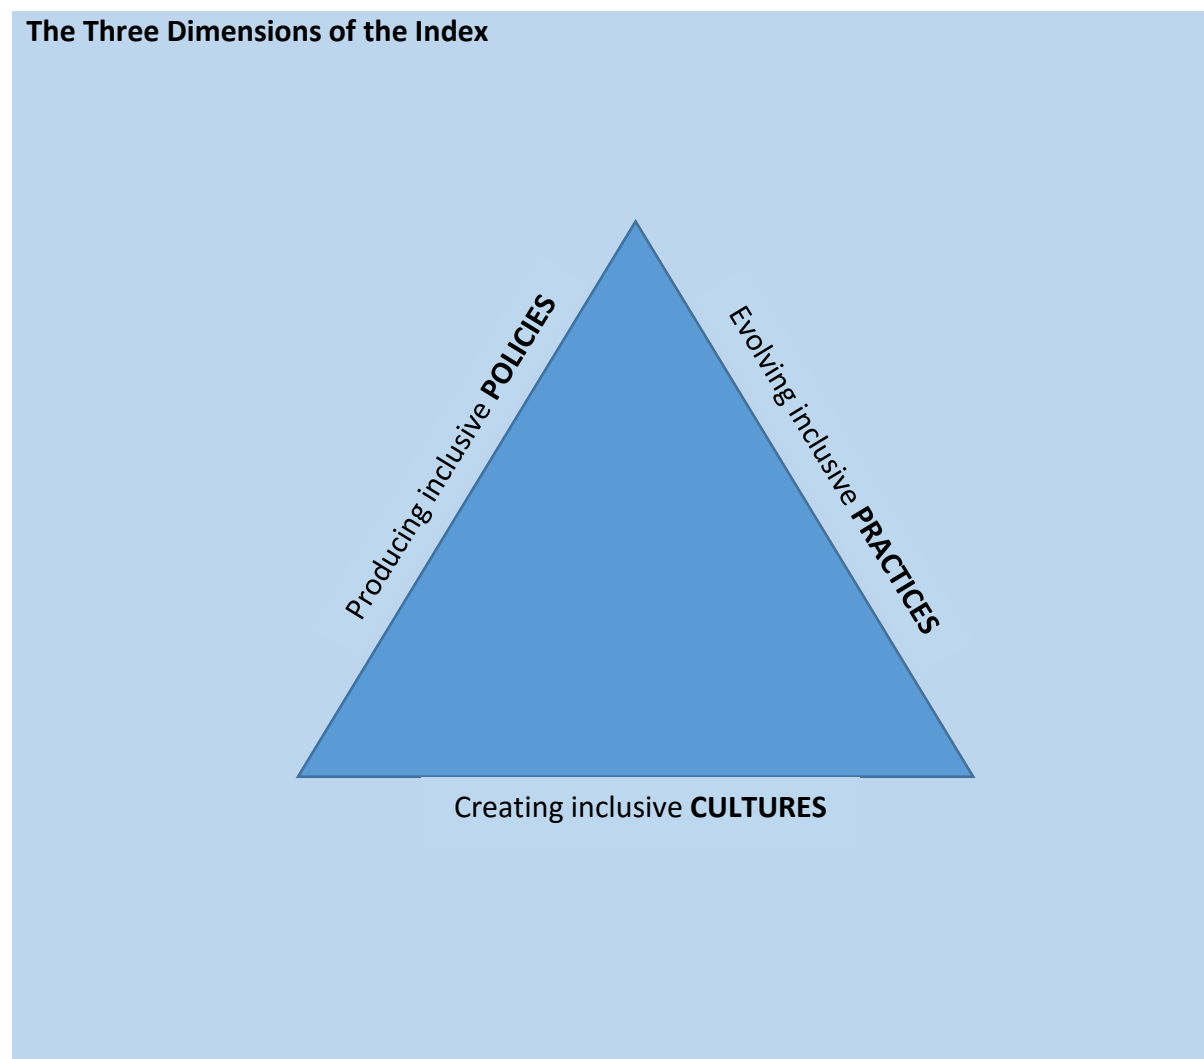 The Three Dimensions of the Index
Producing inclusive POLICIES
Evolving inclusive PRACTICES
Creating inclusive CULTURES